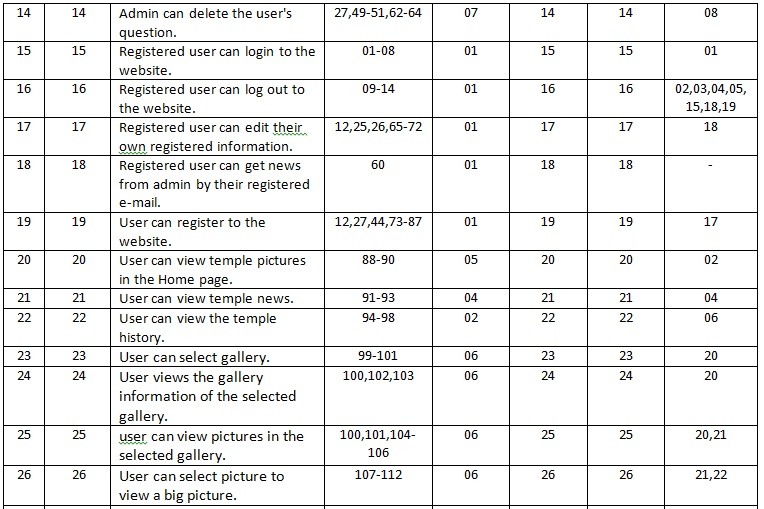 14 14 Admin can delete the user's 27,49-51,62-64 07 14 14 08
question.
15 15 Registered user can login to the 01-08 01 15 15 01
website.
16 16 Registered user can log out to 09-14 01 16 16 02,03,04,05,
the website. 15,18,19
17 17 Registered user can edit their 12,25,26,65-72 01 17 17 18
own registered information.
18 18 Registered user can get news 60 01 18 18 -
from admin by their registered
e-mail.
19 19 User can register to the 12,27,44,73-87 01 19 19 17
website.
20 20 User can view temple pictures 88-90 05 20 20 02
in the Home page.
21 21 User can view temple news. 91-93 04 21 21 04
22 22 User can view the temple 94-98 02 22 22 06
history.
23 23 User can select gallery. 99-101 06 23 23 20
24 24 User views the gallery 100,102,103 06 24 24 20
information of the selected
gallery.
25 25 user can view pictures in the 100,101,104- 06 25 25 20,21
selected gallery. 106
26 26 User can select picture to 107-112 06 26 26 21,22
view a big picture.